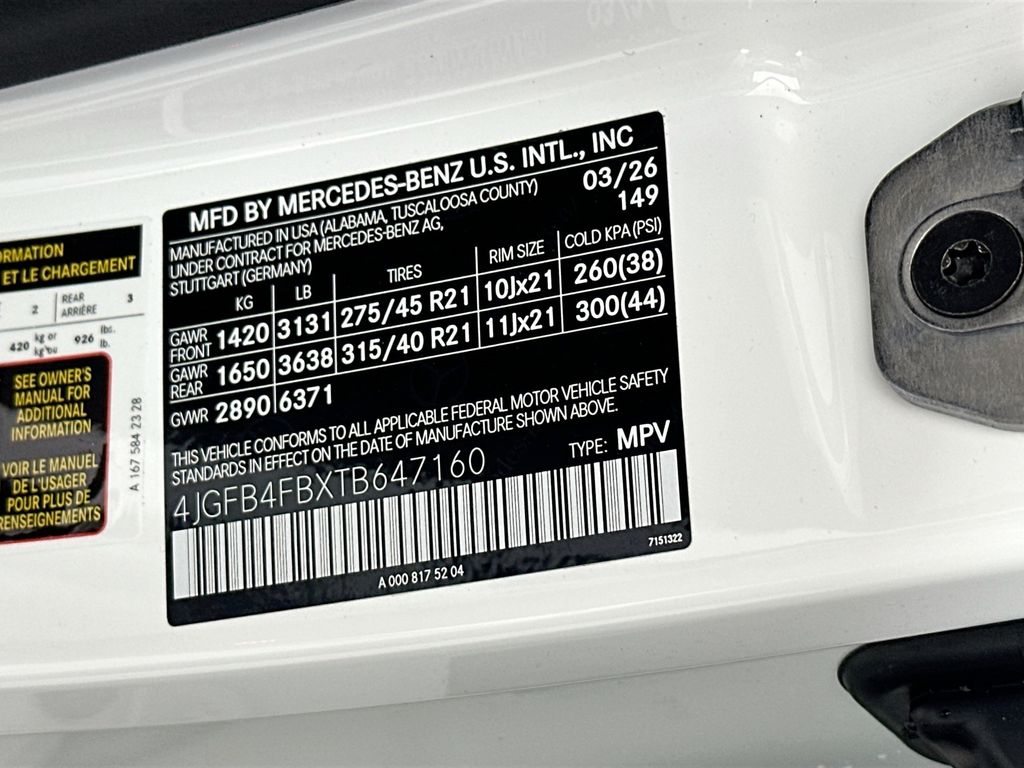 MFD BY MERCEDES-BENZ U.S. INTL., INC
MANUFACTURED IN USA (ALABAMA, TUSCALOOSA COUNTY) 03/26
UNDER CONTRACT FOR MERCEDES-BENZ AG, 149
STUTTGART (GERMANY)
KG LB TIRES RIM SIZE COLD KPA (PSI)
GAWR FRONT 1420 3131 275/45 R21 10Jx21 260(38)
GAWR REAR 1650 3638 315/40 R21 11Jx21 300(44)
GVWR 2890 6371
THIS VEHICLE CONFORMS TO ALL APPLICABLE FEDERAL MOTOR VEHICLE SAFETY
STANDARDS IN EFFECT ON THE DATE OF MANUFACTURE SHOWN ABOVE.
4JGFB4FBXTB647160 TYPE: MPV
7151322
A 000 817 52 04
ET LE CHARGEMENT
2 REAR 3
ARRIÈRE
420 kg or 926 lbs.
kg ou lb.
SEE OWNER'S
MANUAL FOR
ADDITIONAL
INFORMATION
VOIR LE MANUEL
DE L'USAGER
POUR PLUS DE
RENSEIGNEMENTS
A 167 584 23 28